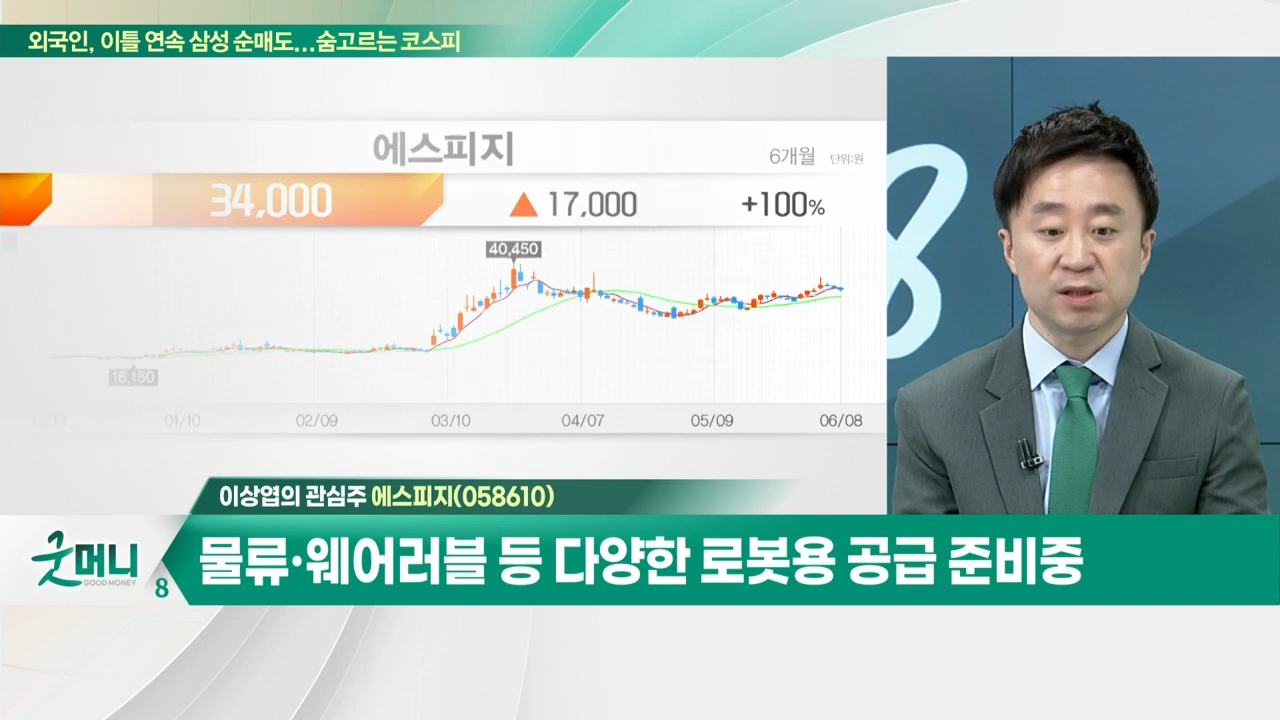 외국인, 이틀 연속 삼성 순매도...숨고르는 코스피
에스피지
6개월 단위:원
34,000 ▲ 17,000 +100%
40,450
16,150
01/10 02/09 03/10 04/07 05/09 06/08
이상엽의 관심주 에스피지(058610)
굿머니
GOOD MONEY
8
물류·웨어러블 등 다양한 로봇용 공급 준비중